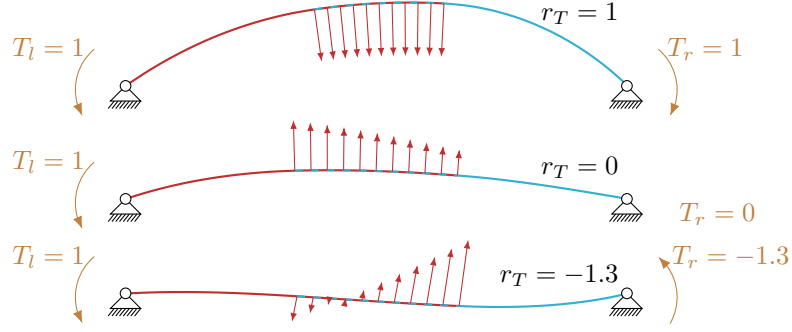 T_l = 1
r_T = 1
T_r = 1
T_l = 1
r_T = 0
T_r = 0
T_l = 1
r_T = −1.3
T_r = −1.3